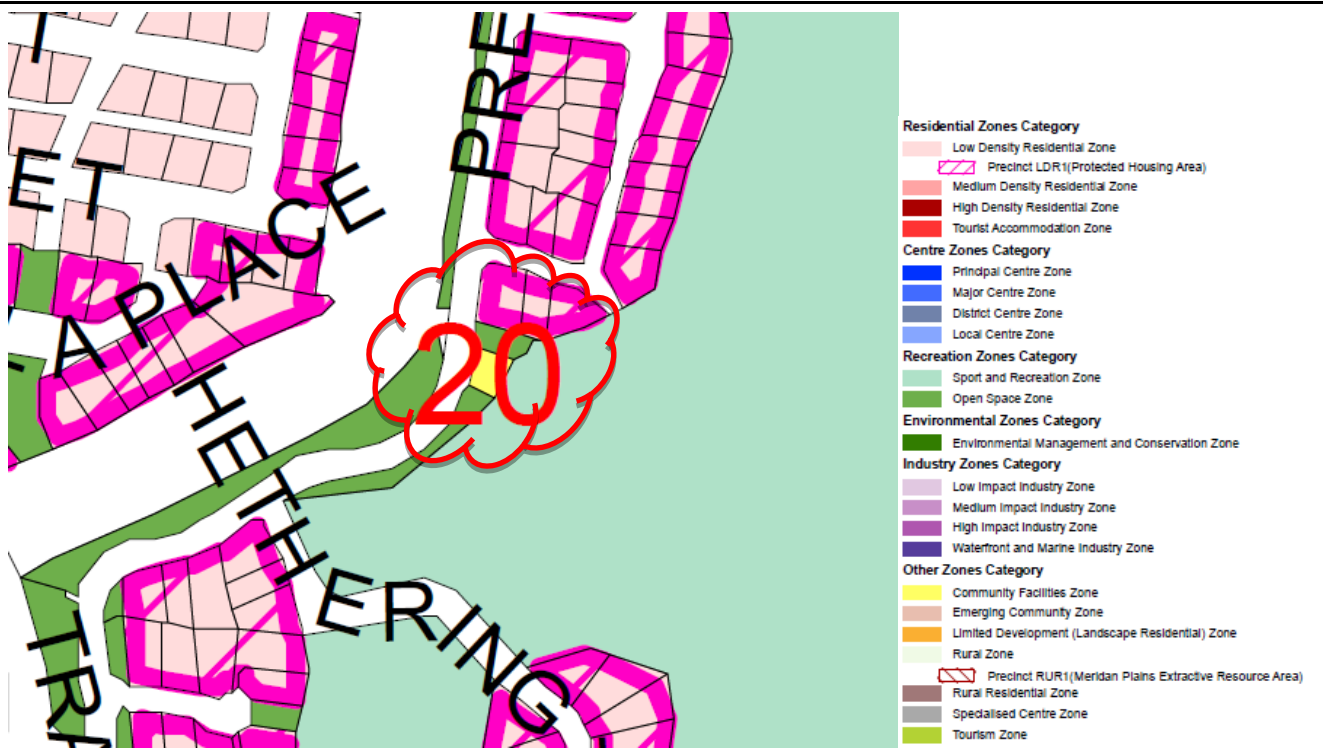 T
ET
PRE
APLACE
20
HETHERING
TRA
Residential Zones Category
Low Density Residential Zone
Precinct LDR1(Protected Housing Area)
Medium Density Residential Zone
High Density Residential Zone
Tourist Accommodation Zone
Centre Zones Category
Principal Centre Zone
Major Centre Zone
District Centre Zone
Local Centre Zone
Recreation Zones Category
Sport and Recreation Zone
Open Space Zone
Environmental Zones Category
Environmental Management and Conservation Zone
Industry Zones Category
Low Impact Industry Zone
Medium Impact Industry Zone
High Impact Industry Zone
Waterfront and Marine Industry Zone
Other Zones Category
Community Facilities Zone
Emerging Community Zone
Limited Development (Landscape Residential) Zone
Rural Zone
Precinct RUR1(Meridan Plains Extractive Resource Area)
Rural Residential Zone
Specialised Centre Zone
Tourism Zone